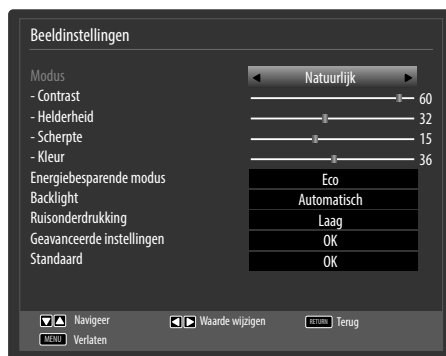 Beeldinstellingen
Modus Natuurlijk
- Contrast 60
- Helderheid 32
- Scherpte 15
- Kleur 36
Energiebesparende modus Eco
Backlight Automatisch
Ruisonderdrukking Laag
Geavanceerde instellingen OK
Standaard OK
Navigeer Waarde wijzigen RETURN Terug
MENU Verlaten